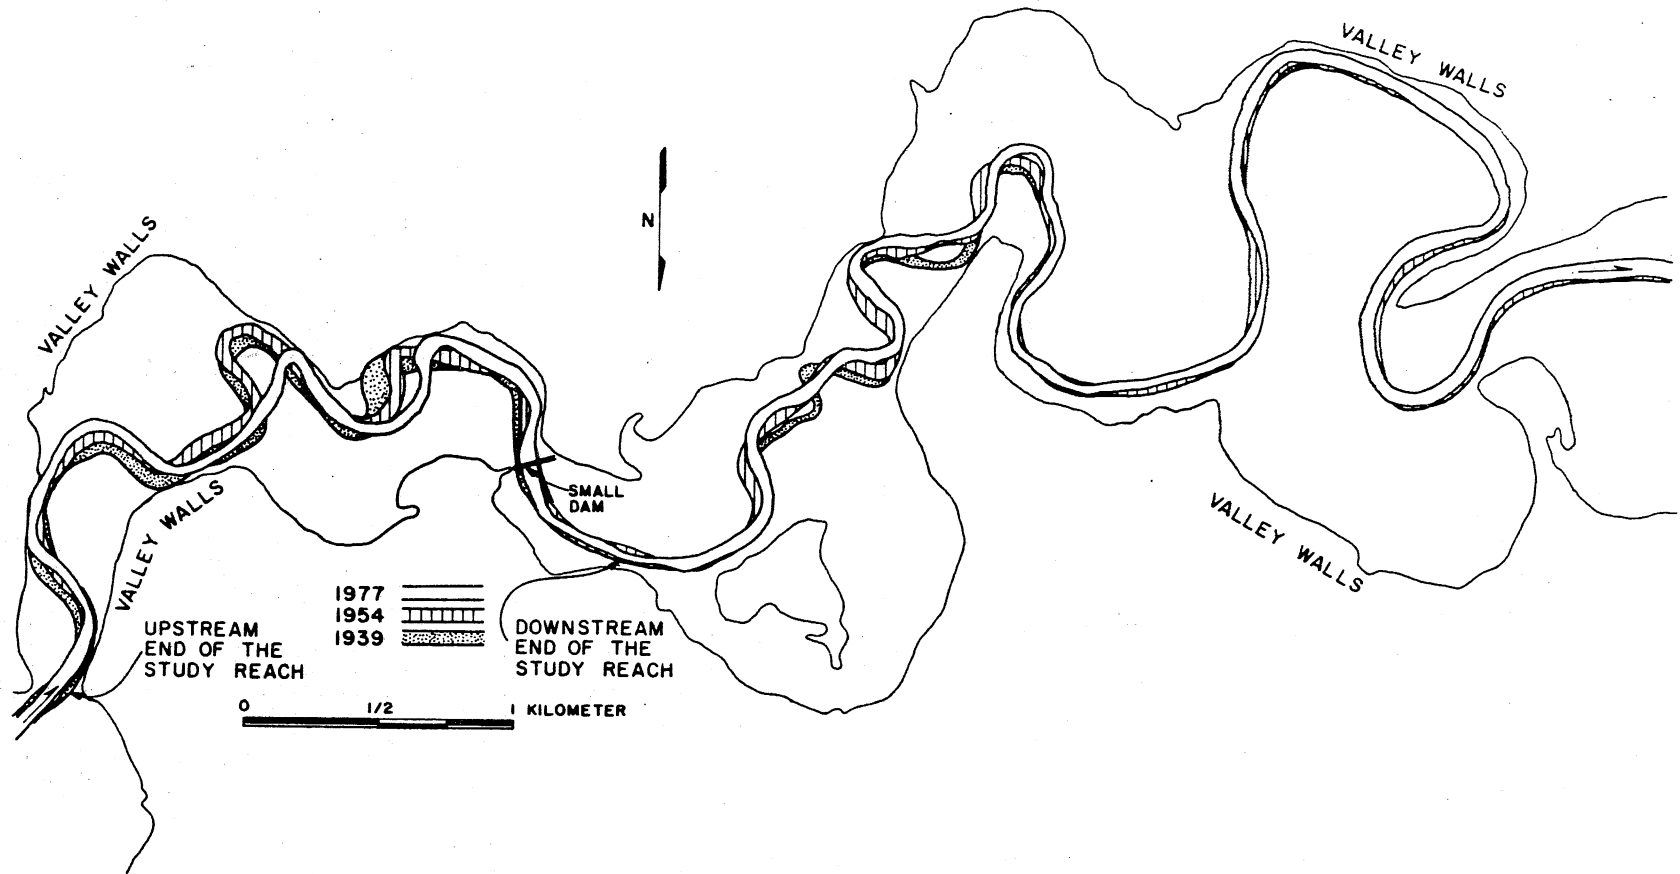 VALLEY WALLS
N
VALLEY WALLS
VALLEY WALLS
SMALL
DAM
VALLEY WALLS
1977
1954
1939
UPSTREAM
END OF THE
STUDY REACH
DOWNSTREAM
END OF THE
STUDY REACH
0 1/2 1 KILOMETER